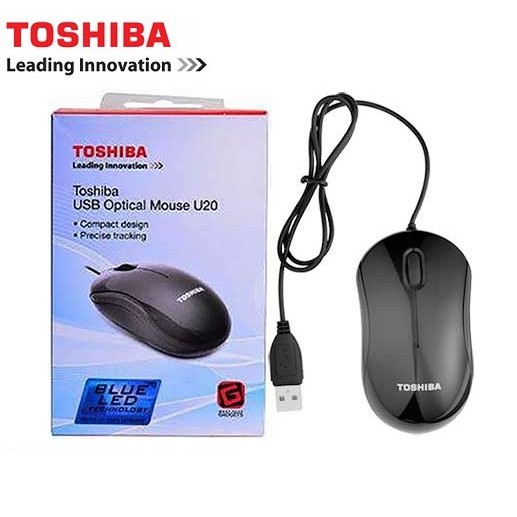 TOSHIBA
Leading Innovation >>>
TOSHIBA
Leading Innovation >>>
Toshiba
USB Optical Mouse U20
• Compact design
• Precise tracking
TOSHIBA
BLUE
LED
TECHNOLOGY
G
TOSHIBA